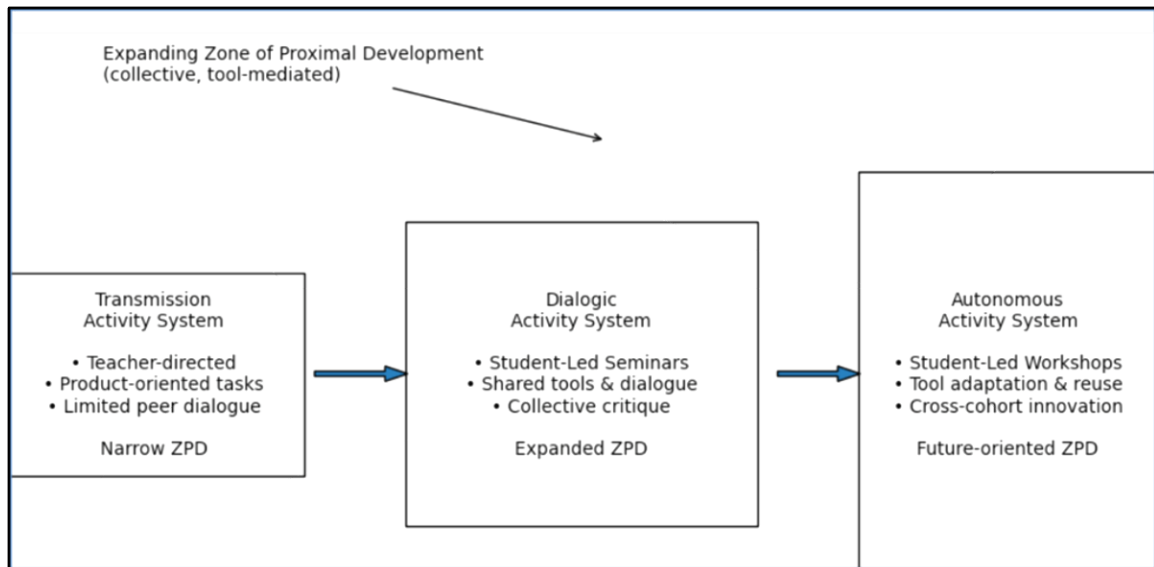 Expanding Zone of Proximal Development
(collective, tool-mediated)
Transmission
Activity System
• Teacher-directed
• Product-oriented tasks
• Limited peer dialogue
Narrow ZPD
Dialogic
Activity System
• Student-Led Seminars
• Shared tools & dialogue
• Collective critique
Expanded ZPD
Autonomous
Activity System
• Student-Led Workshops
• Tool adaptation & reuse
• Cross-cohort innovation
Future-oriented ZPD